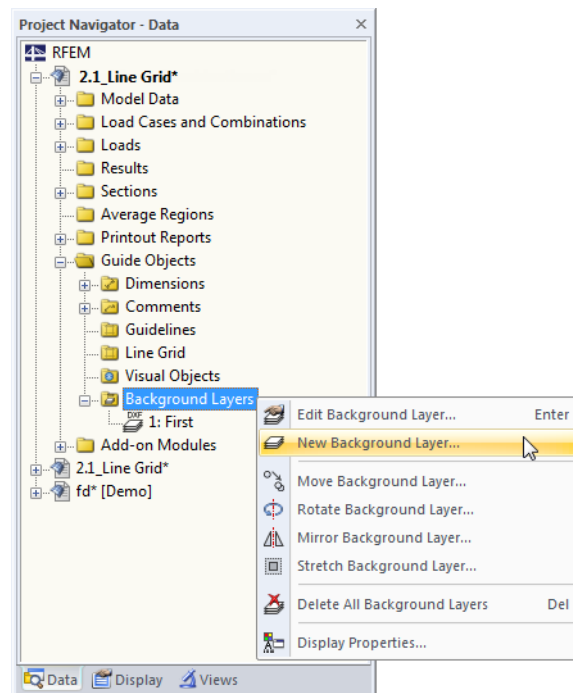 Project Navigator - Data
RFEM
2.1_Line Grid*
Model Data
Load Cases and Combinations
Loads
Results
Sections
Average Regions
Printout Reports
Guide Objects
Dimensions
Comments
Guidelines
Line Grid
Visual Objects
Background Layers
DXF
1: First
Add-on Modules
2.1_Line Grid*
fd* [Demo]
Edit Background Layer... Enter
New Background Layer...
Move Background Layer...
Rotate Background Layer...
Mirror Background Layer...
Stretch Background Layer...
Delete All Background Layers Del
Display Properties...
Data Display Views